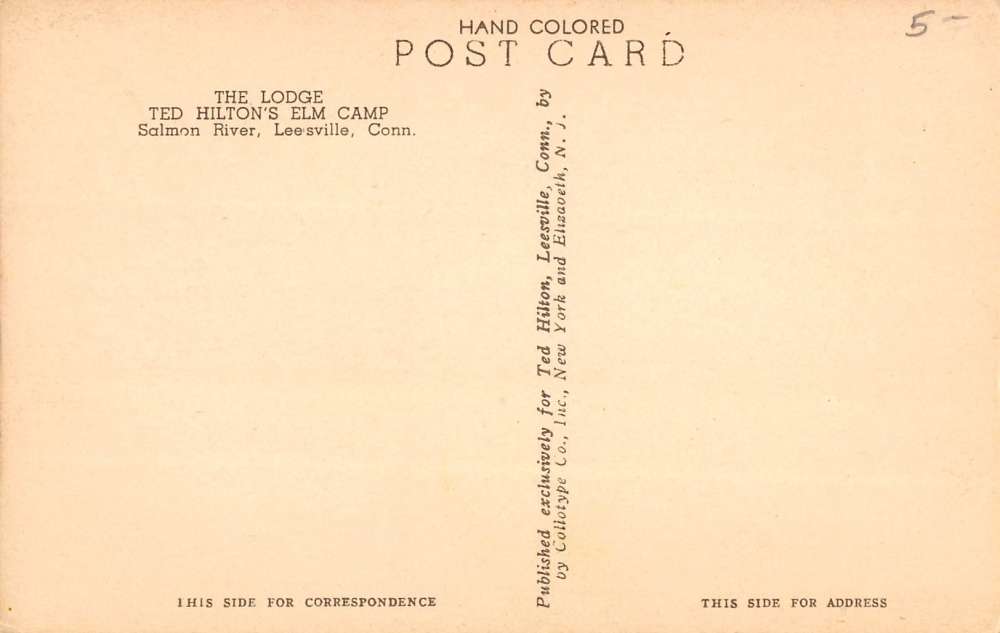 HAND COLORED
POST CARD
5-
THE LODGE
TED HILTON'S ELM CAMP
Salmon River, Leesville, Conn.
Published exclusively for Ted Hilton, Leesville, Conn., by
by Collotype Co., Inc., New York and Elizabeth, N. J.
THIS SIDE FOR CORRESPONDENCE
THIS SIDE FOR ADDRESS